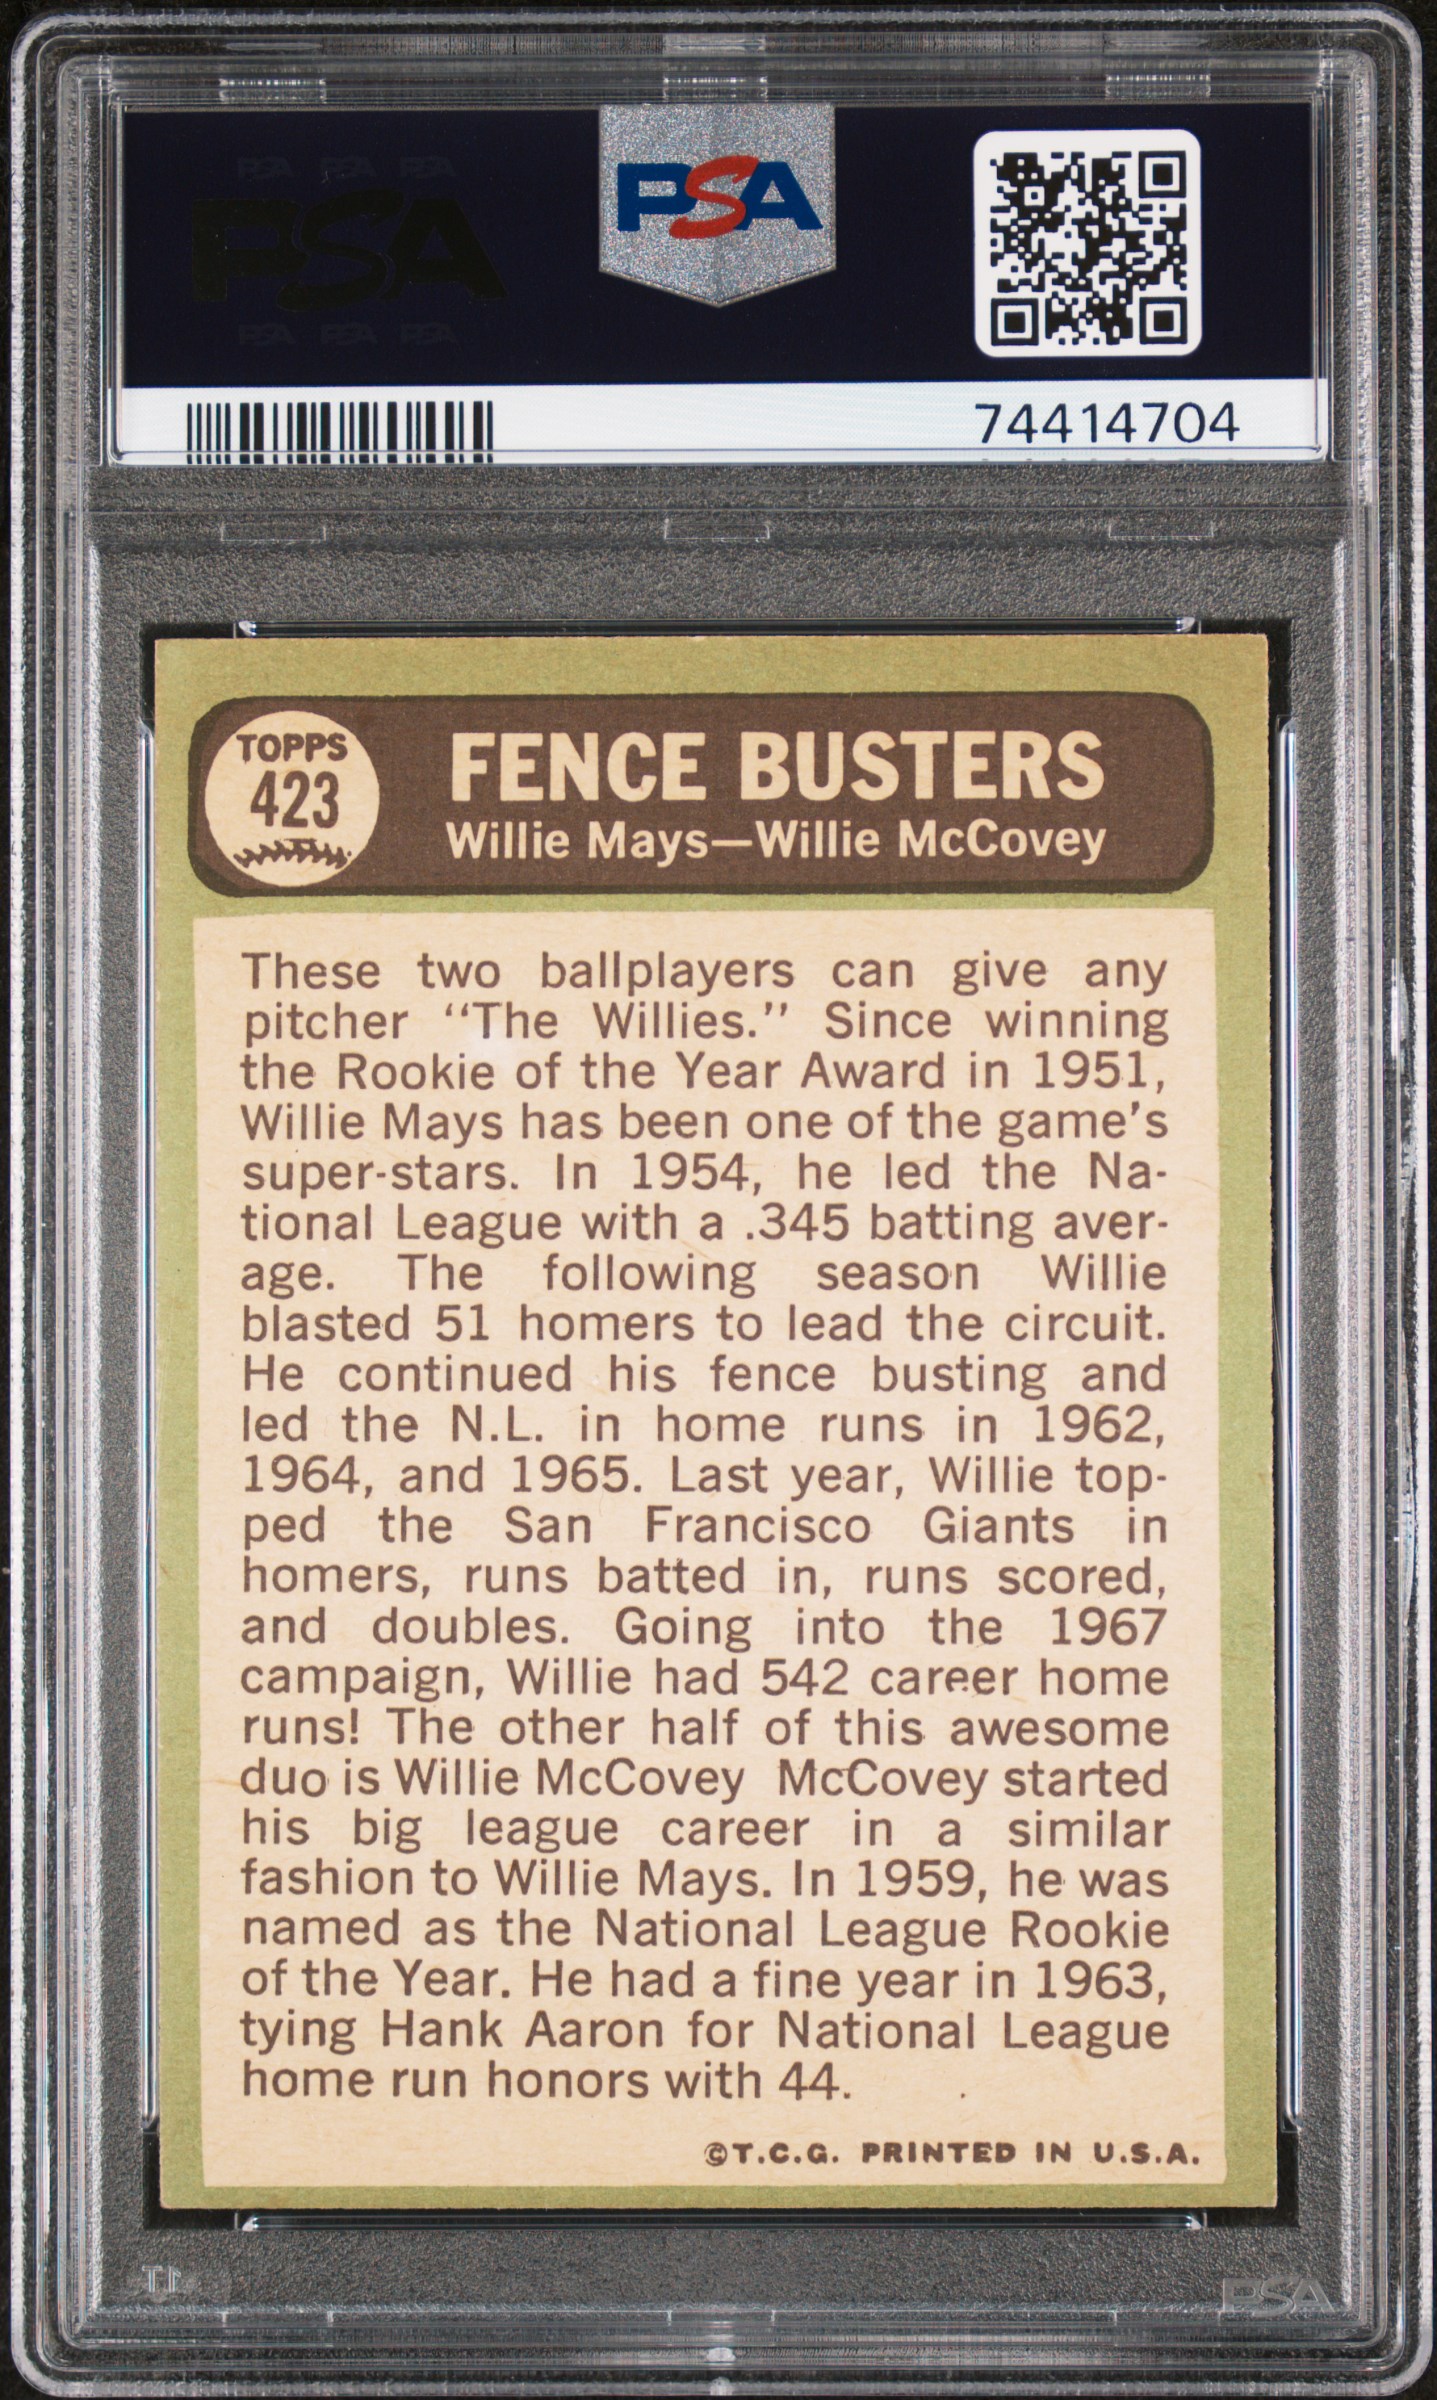 PSA PSA PSA
PSA
PSA PSA PSA
PSA
74414704
TOPPS
423
FENCE BUSTERS
Willie Mays—Willie McCovey
These two ballplayers can give any
pitcher “The Willies.” Since winning
the Rookie of the Year Award in 1951,
Willie Mays has been one of the game's
super-stars. In 1954, he led the Na-
tional League with a .345 batting aver-
age. The following season Willie
blasted 51 homers to lead the circuit.
He continued his fence busting and
led the N.L. in home runs in 1962,
1964, and 1965. Last year, Willie top-
ped the San Francisco Giants in
homers, runs batted in, runs scored,
and doubles. Going into the 1967
campaign, Willie had 542 career home
runs! The other half of this awesome
duo is Willie McCovey McCovey started
his big league career in a similar
fashion to Willie Mays. In 1959, he was
named as the National League Rookie
of the Year. He had a fine year in 1963,
tying Hank Aaron for National League
home run honors with 44.
©T.C.G. PRINTED IN U.S.A.
PSA